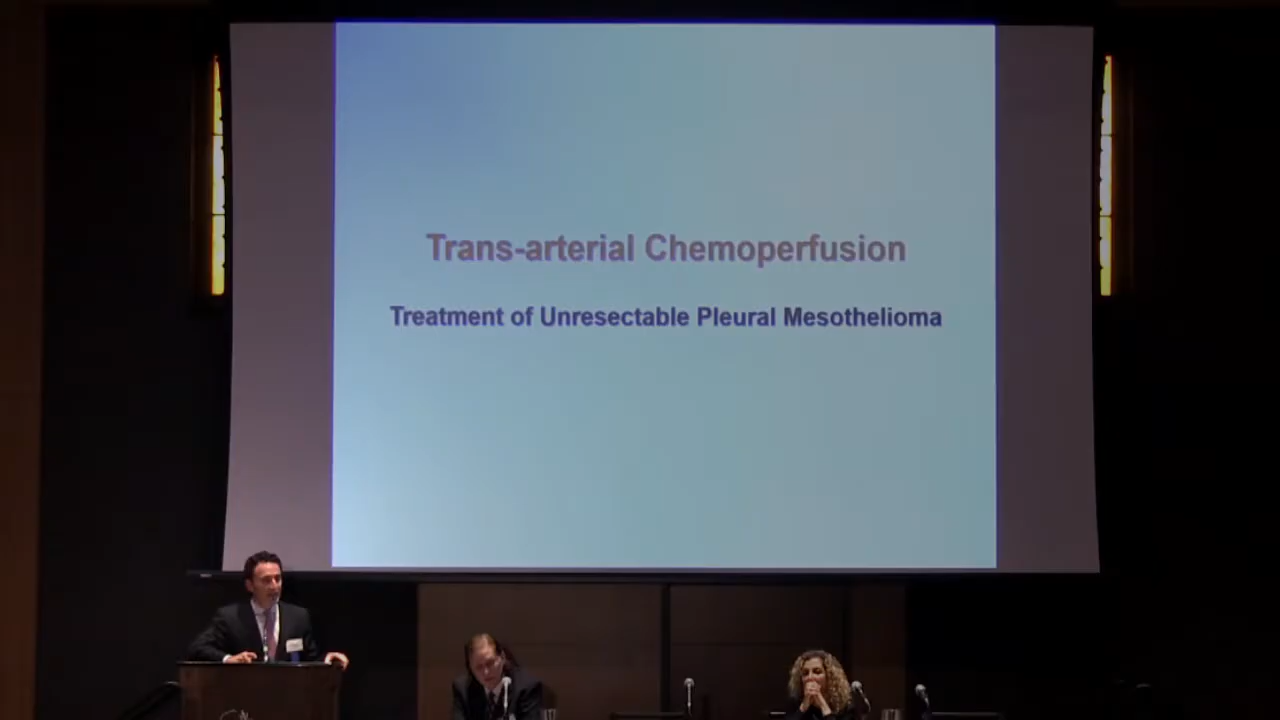 Trans-arterial Chemoperfusion
Treatment of Unresectable Pleural Mesothelioma